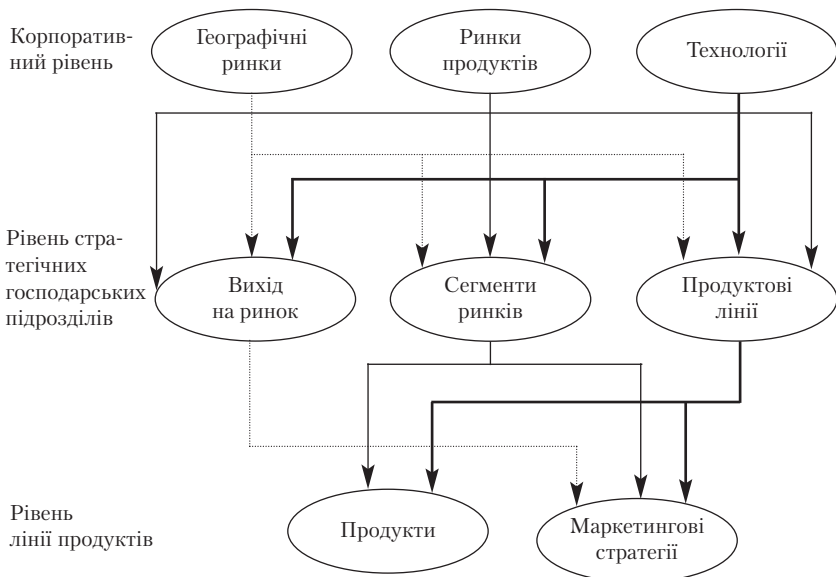 Корпоратив-
ний рівень
Географічні
ринки
Ринки
продуктів
Технології
Рівень стра-
тегічних
господарських
підрозділів
Вихід
на ринок
Сегменти
ринків
Продуктові
лінії
Рівень
лінії продуктів
Продукти
Маркетингові
стратегії